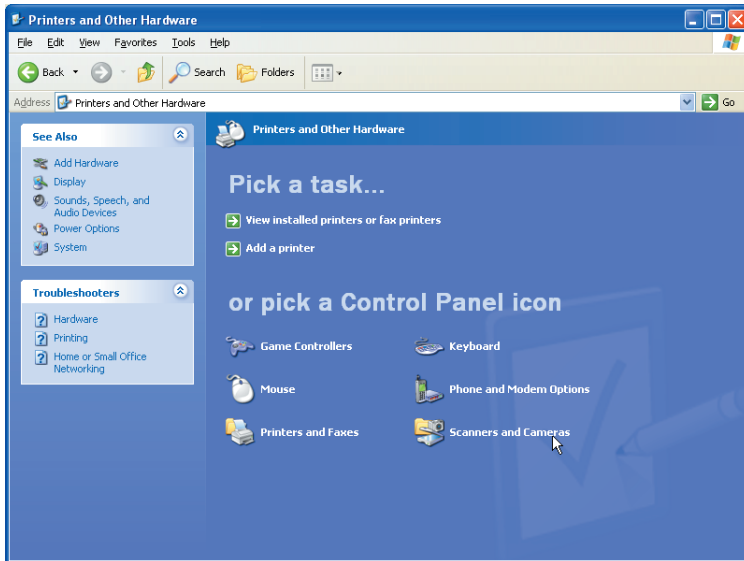 Printers and Other Hardware
File Edit View Favorites Tools Help
Back Search Folders
Address Printers and Other Hardware Go
See Also
Add Hardware
Display
Sounds, Speech, and
Audio Devices
Power Options
System
Troubleshooters
Hardware
Printing
Home or Small Office
Networking
Printers and Other Hardware
Pick a task...
View installed printers or fax printers
Add a printer
or pick a Control Panel icon
Game Controllers Keyboard
Mouse Phone and Modem Options
Printers and Faxes Scanners and Cameras